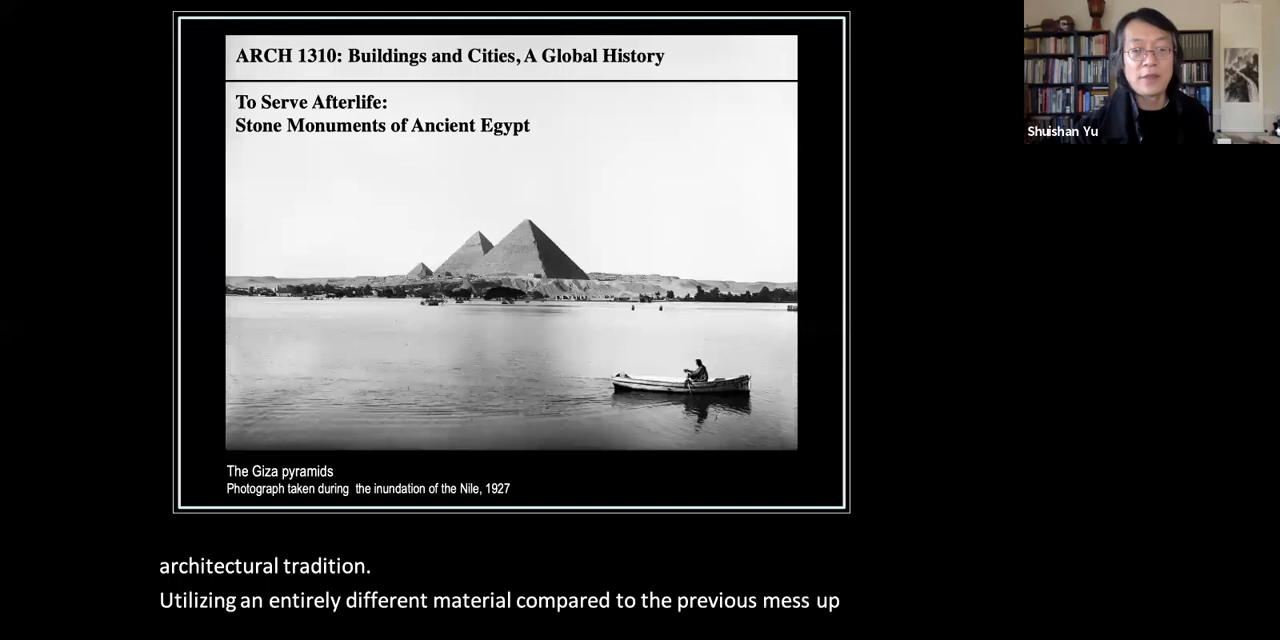 ARCH 1310: Buildings and Cities, A Global History
To Serve Afterlife:
Stone Monuments of Ancient Egypt
Shuishan Yu
The Giza pyramids
Photograph taken during the inundation of the Nile, 1927
architectural tradition.
Utilizing an entirely different material compared to the previous mess up